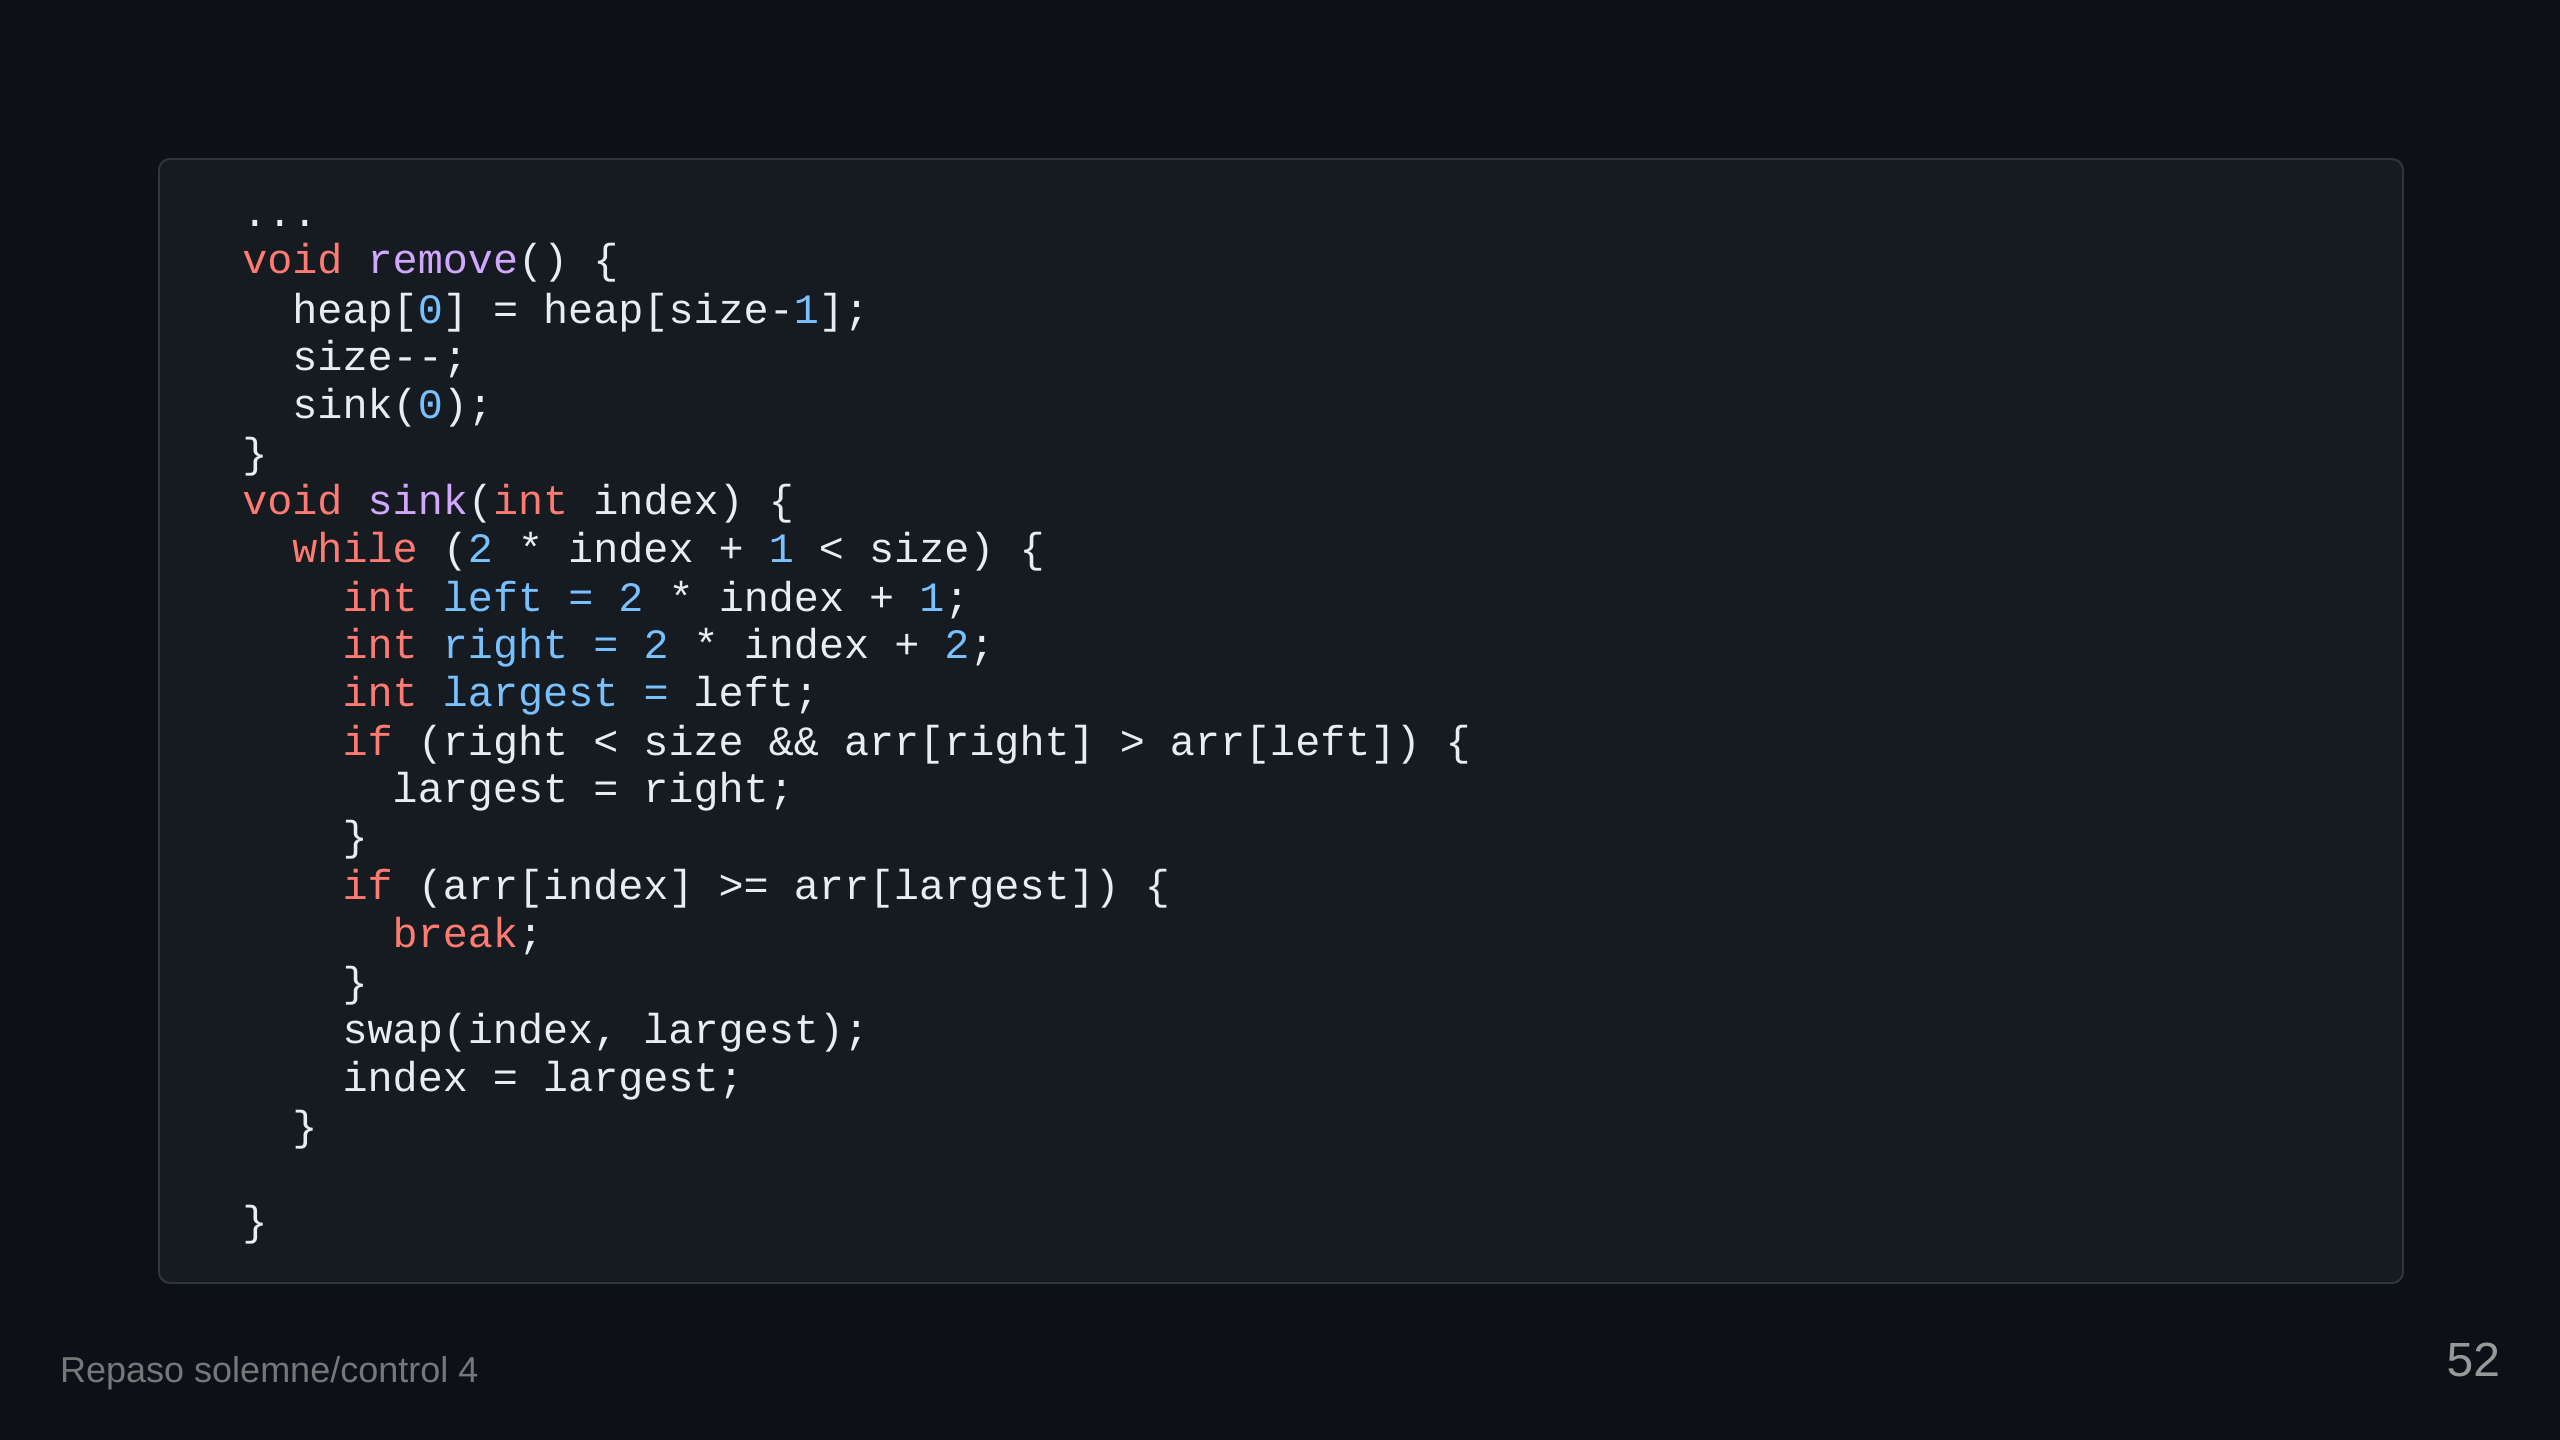 ...
void remove() {
  heap[0] = heap[size-1];
  size--;
  sink(0);
}
void sink(int index) {
  while (2 * index + 1 < size) {
    int left = 2 * index + 1;
    int right = 2 * index + 2;
    int largest = left;
    if (right < size && arr[right] > arr[left]) {
      largest = right;
    }
    if (arr[index] >= arr[largest]) {
      break;
    }
    swap(index, largest);
    index = largest;
  }

}
Repaso solemne/control 4
52